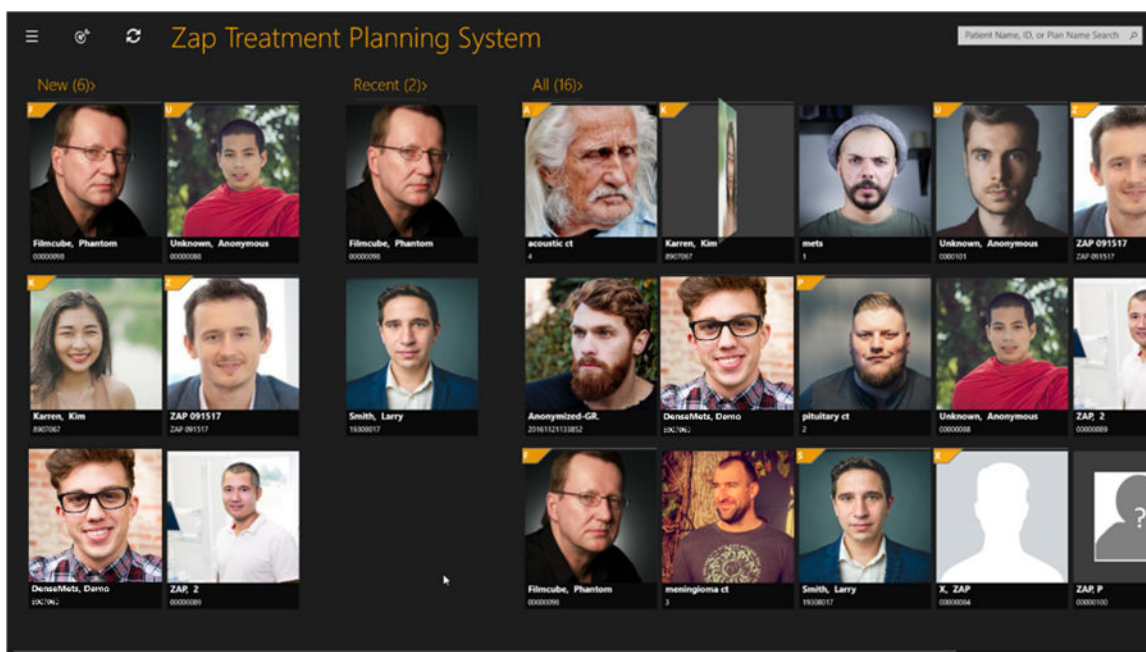 Zap Treatment Planning System
Patient Name, ID, or Plan Name Search
New (6)>
F
Filmcube, Phantom
00000098
U
Unknown, Anonymous
00000088
K
Karren, Kim
8907067
Z
ZAP 091517
ZAP 091517
DenseMets, Demo
ZAP, 2
00000089
Recent (2)>
Filmcube, Phantom
00000098
Smith, Larry
19308017
All (16)>
A
acoustic ct
4
K
Karren, Kim
8907067
mets
1
U
Unknown, Anonymous
0000101
Z
ZAP 091517
ZAP 091517
Anonymized-GR.
20161121133852
DenseMets, Demo
P
pituitary ct
2
Unknown, Anonymous
00000088
ZAP, 2
00000089
F
Filmcube, Phantom
00000098
meningioma ct
3
S
Smith, Larry
19308017
X
X, ZAP
00000004
?
ZAP, P
00000100